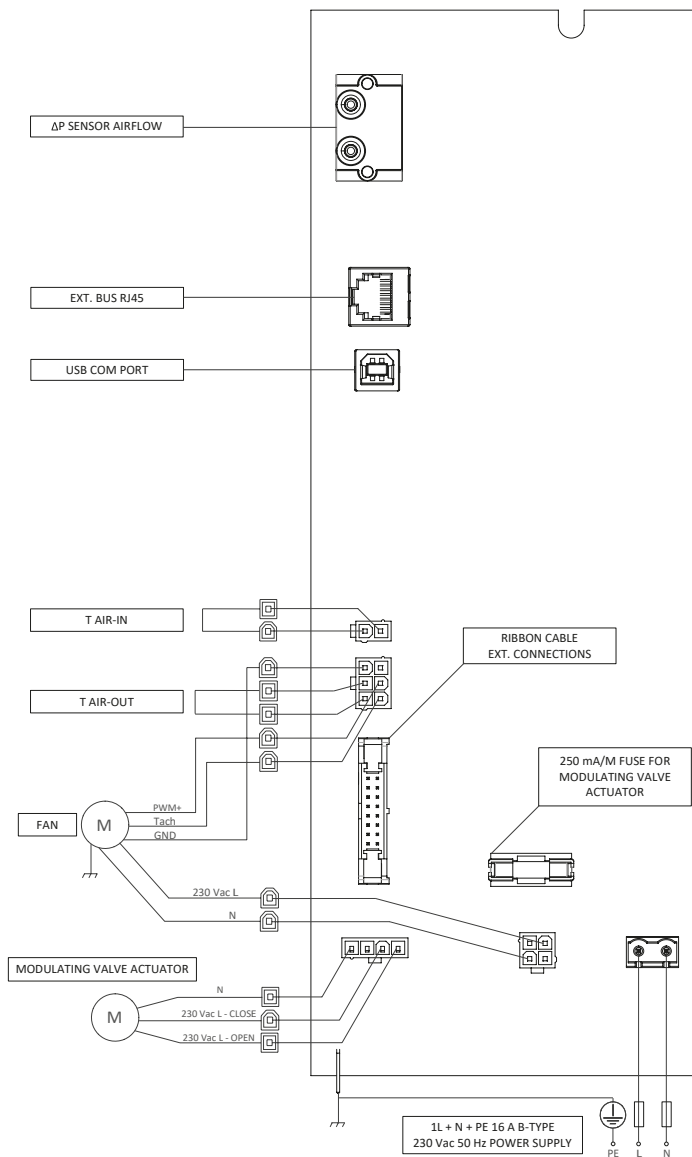 ΔP SENSOR AIRFLOW
EXT. BUS RJ45
USB COM PORT
T AIR-IN
RIBBON CABLE
EXT. CONNECTIONS
T AIR-OUT
250 mA/M FUSE FOR
MODULATING VALVE
ACTUATOR
PWM+
Tach
GND
FAN
M
230 Vac L
N
MODULATING VALVE ACTUATOR
N
230 Vac L - CLOSE
230 Vac L - OPEN
M
1L + N + PE 16 A B-TYPE
230 Vac 50 Hz POWER SUPPLY
PE L N